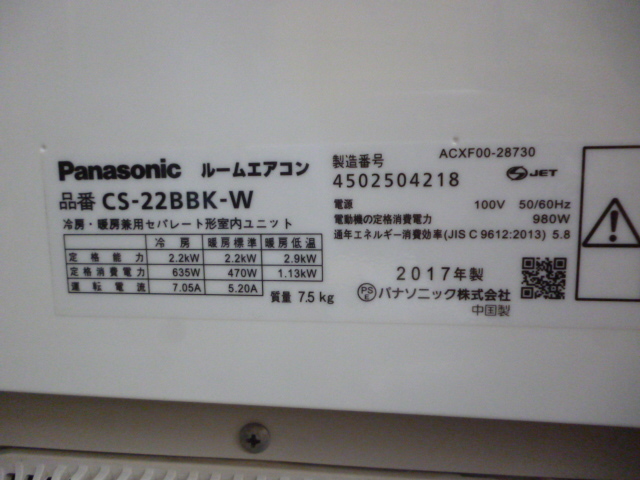 Panasonic ルームエアコン
品番 CS-22BBK-W
冷房・暖房兼用セパレート形室内ユニット
冷房 暖房標準 暖房低温
定格能力 2.2kW 2.2kW 2.9kW
定格消費電力 635W 470W 1.13kW
運転電流 7.05A 5.20A
質量 7.5 kg
ACXF00-28730
製造番号
4502504218
JET
電源 100V 50/60Hz
電動機の定格消費電力 980W
通年エネルギー消費効率(JIS C 9612:2013) 5.8
2017年製
PS E パナソニック株式会社
中国製